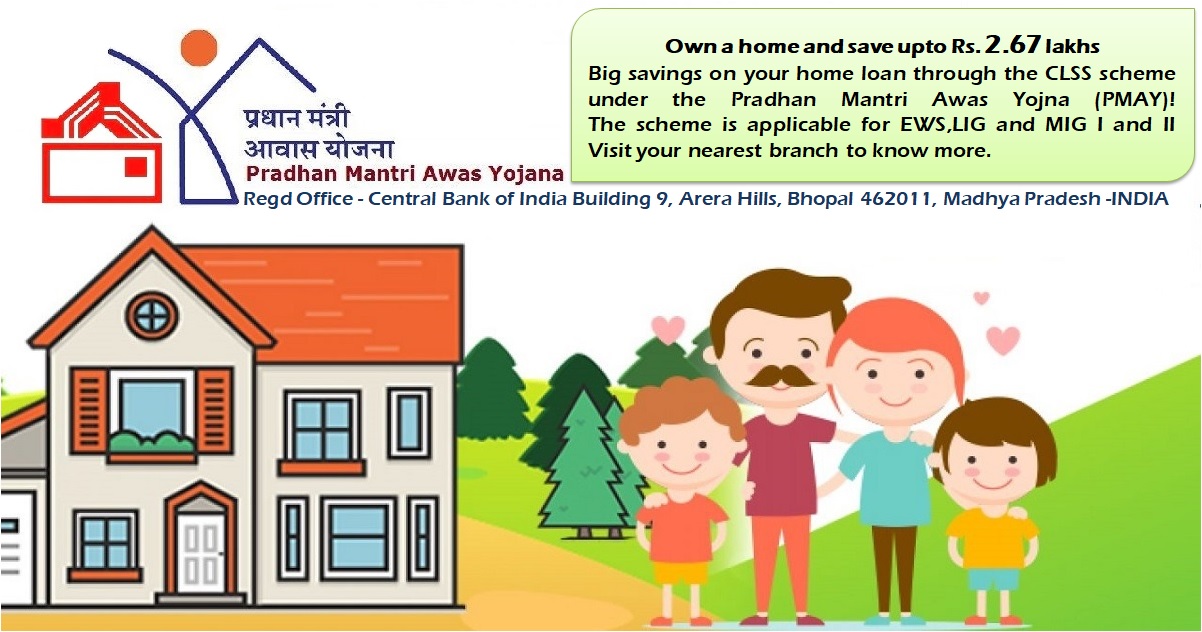 Own a home and save upto Rs. 2.67 lakhs
Big savings on your home loan through the CLSS scheme
under the Pradhan Mantri Awas Yojna (PMAY)!
The scheme is applicable for EWS,LIG and MIG I and II
Visit your nearest branch to know more.
प्रधान मंत्री
आवास योजना
Pradhan Mantri Awas Yojana
Regd Office - Central Bank of India Building 9, Arera Hills, Bhopal 462011, Madhya Pradesh -INDIA